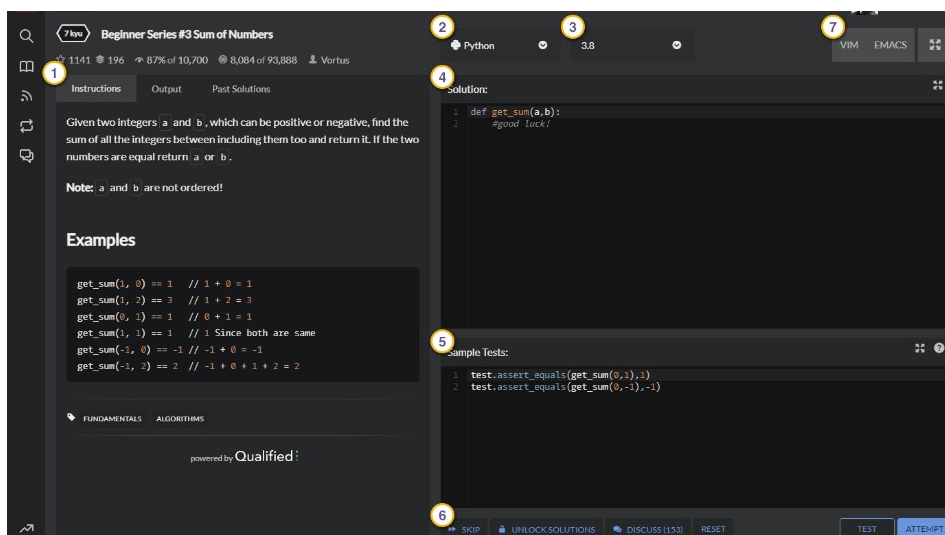 7 kyu Beginner Series #3 Sum of Numbers
1141 196 87% of 10,700 8,084 of 93,888 Vortus
1
Instructions Output Past Solutions
Given two integers a and b , which can be positive or negative, find the
sum of all the integers between including them too and return it. If the two
numbers are equal return a or b .
Note: a and b are not ordered!
Examples
get_sum(1, 0) == 1 // 1 + 0 = 1
get_sum(1, 2) == 3 // 1 + 2 = 3
get_sum(0, 1) == 1 // 0 + 1 = 1
get_sum(1, 1) == 1 // 1 Since both are same
get_sum(-1, 0) == -1 // -1 + 0 = -1
get_sum(-1, 2) == 2 // -1 + 0 + 1 + 2 = 2
FUNDAMENTALS ALGORITHMS
powered by Qualified
2
Python
3
3.8
7
VIM EMACS
4
Solution:
1 def get_sum(a,b):
2 #good luck!
5
Sample Tests:
1 test.assert_equals(get_sum(0,1),1)
2 test.assert_equals(get_sum(0,-1),-1)
6
SKIP UNLOCK SOLUTIONS DISCUSS (153) RESET TEST ATTEMPT